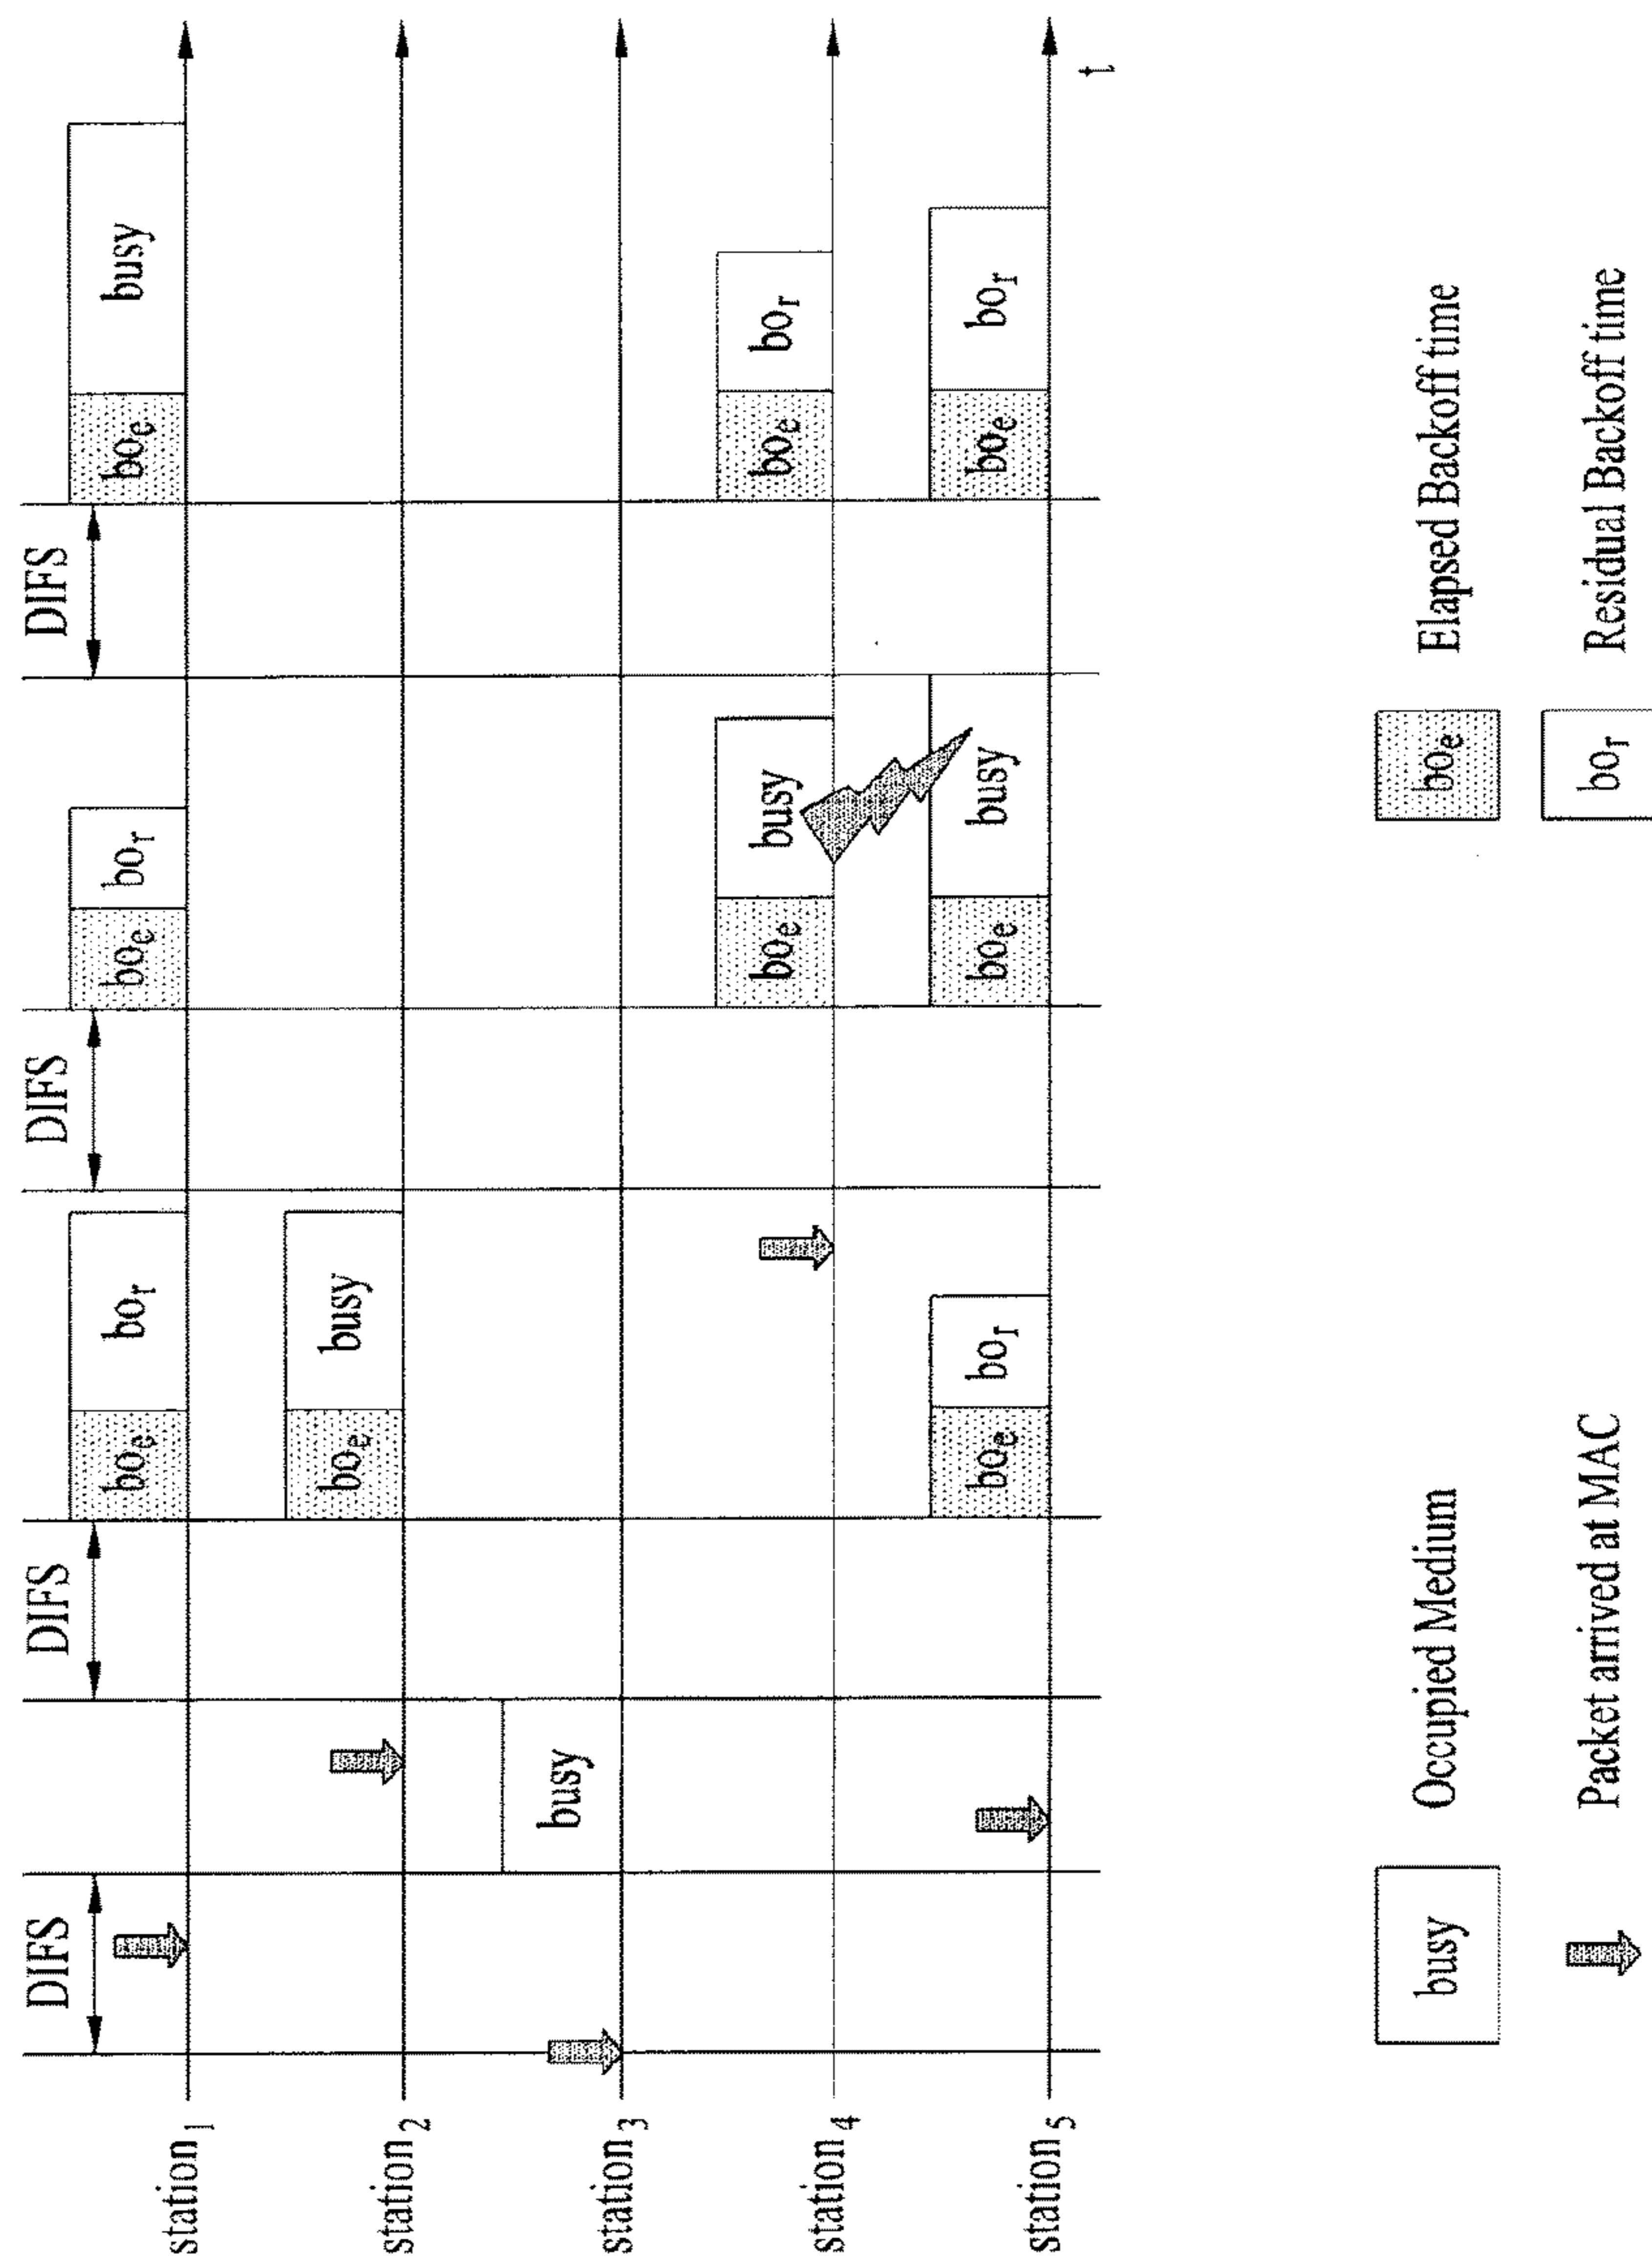 DIFS DIFS DIFS DIFS
station₁ boₑ boᵣ boₑ boᵣ boₑ busy
station₂ boₑ busy
station₃ busy
station₄ boₑ busy boₑ boᵣ
station₅ boₑ boᵣ boₑ busy boₑ boᵣ
t
busy Occupied Medium boₑ Elapsed Backoff time
Packet arrived at MAC boᵣ Residual Backoff time